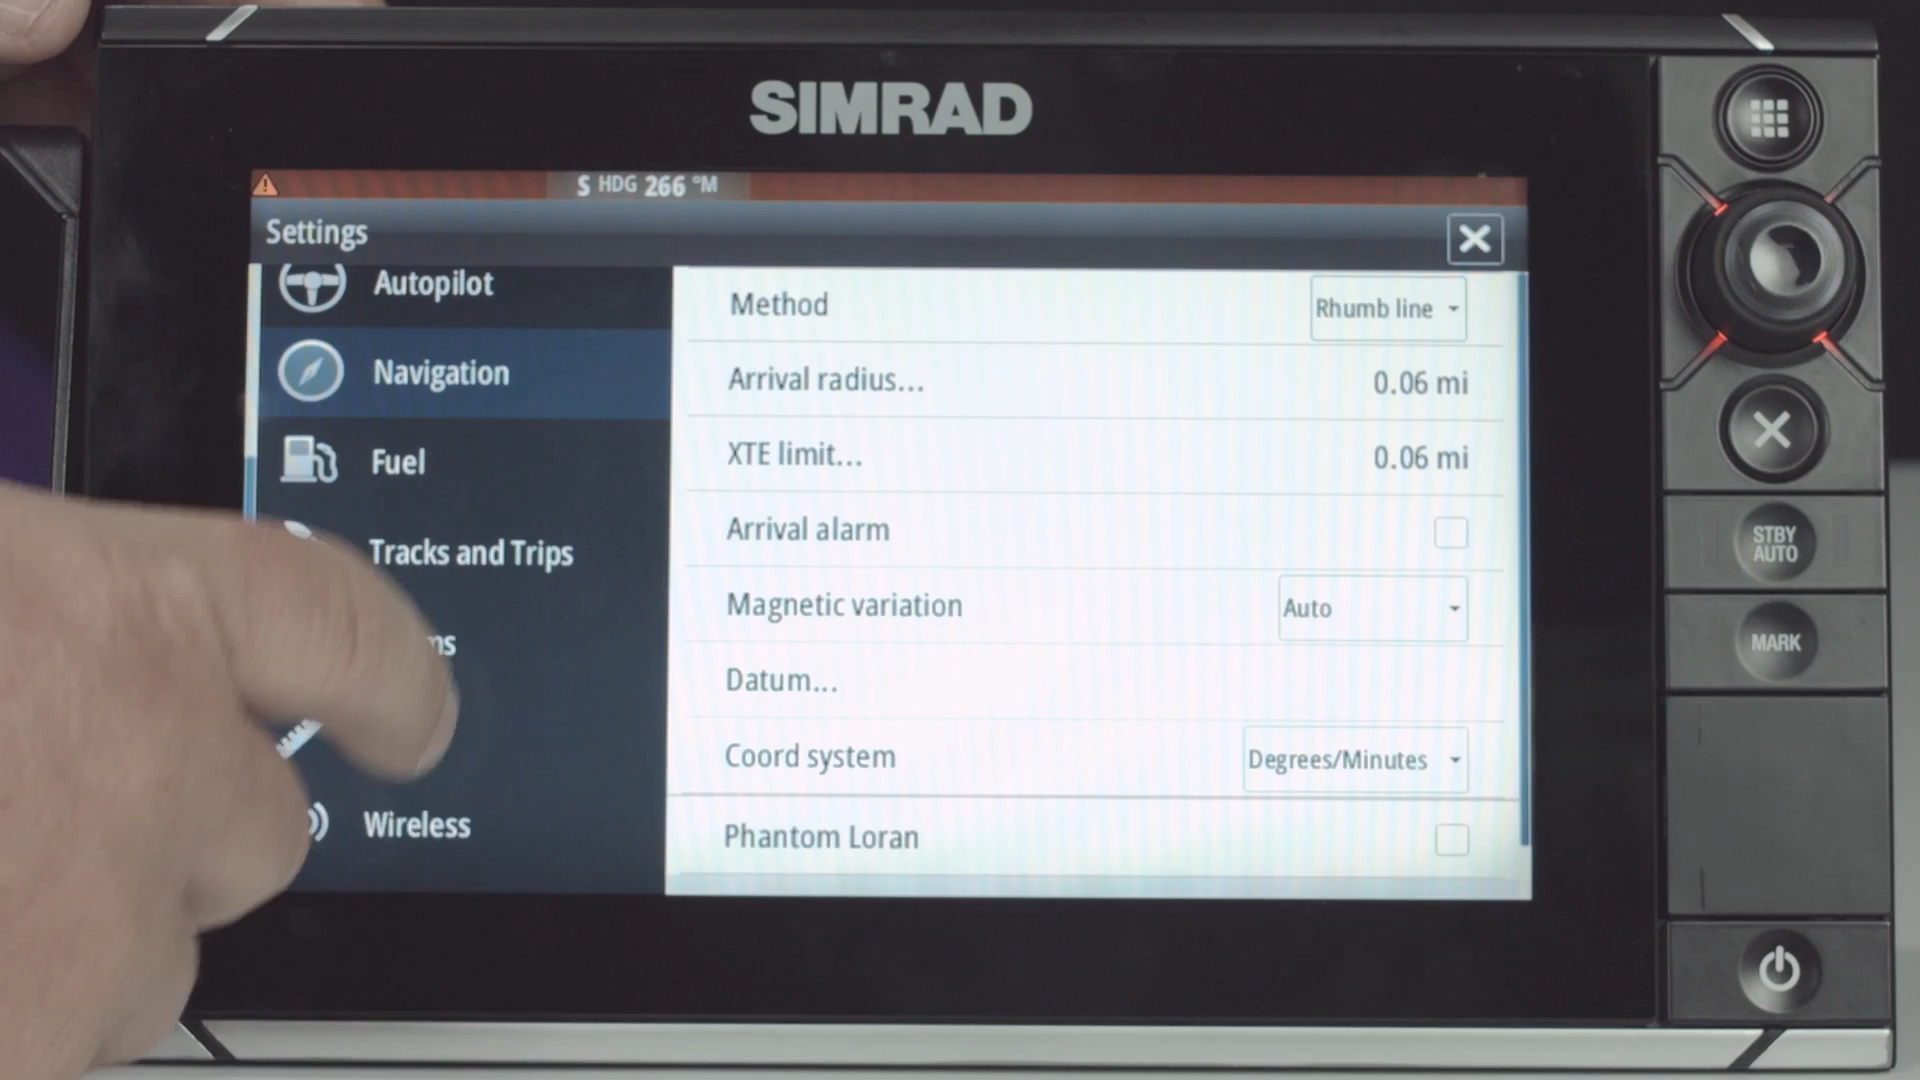 SIMRAD
S HDG 266 °M
Settings
Autopilot
Navigation
Fuel
Tracks and Trips
Wireless
Method Rhumb line
Arrival radius... 0.06 mi
XTE limit... 0.06 mi
Arrival alarm
Magnetic variation Auto
Datum...
Coord system Degrees/Minutes
Phantom Loran
STBY
AUTO
MARK